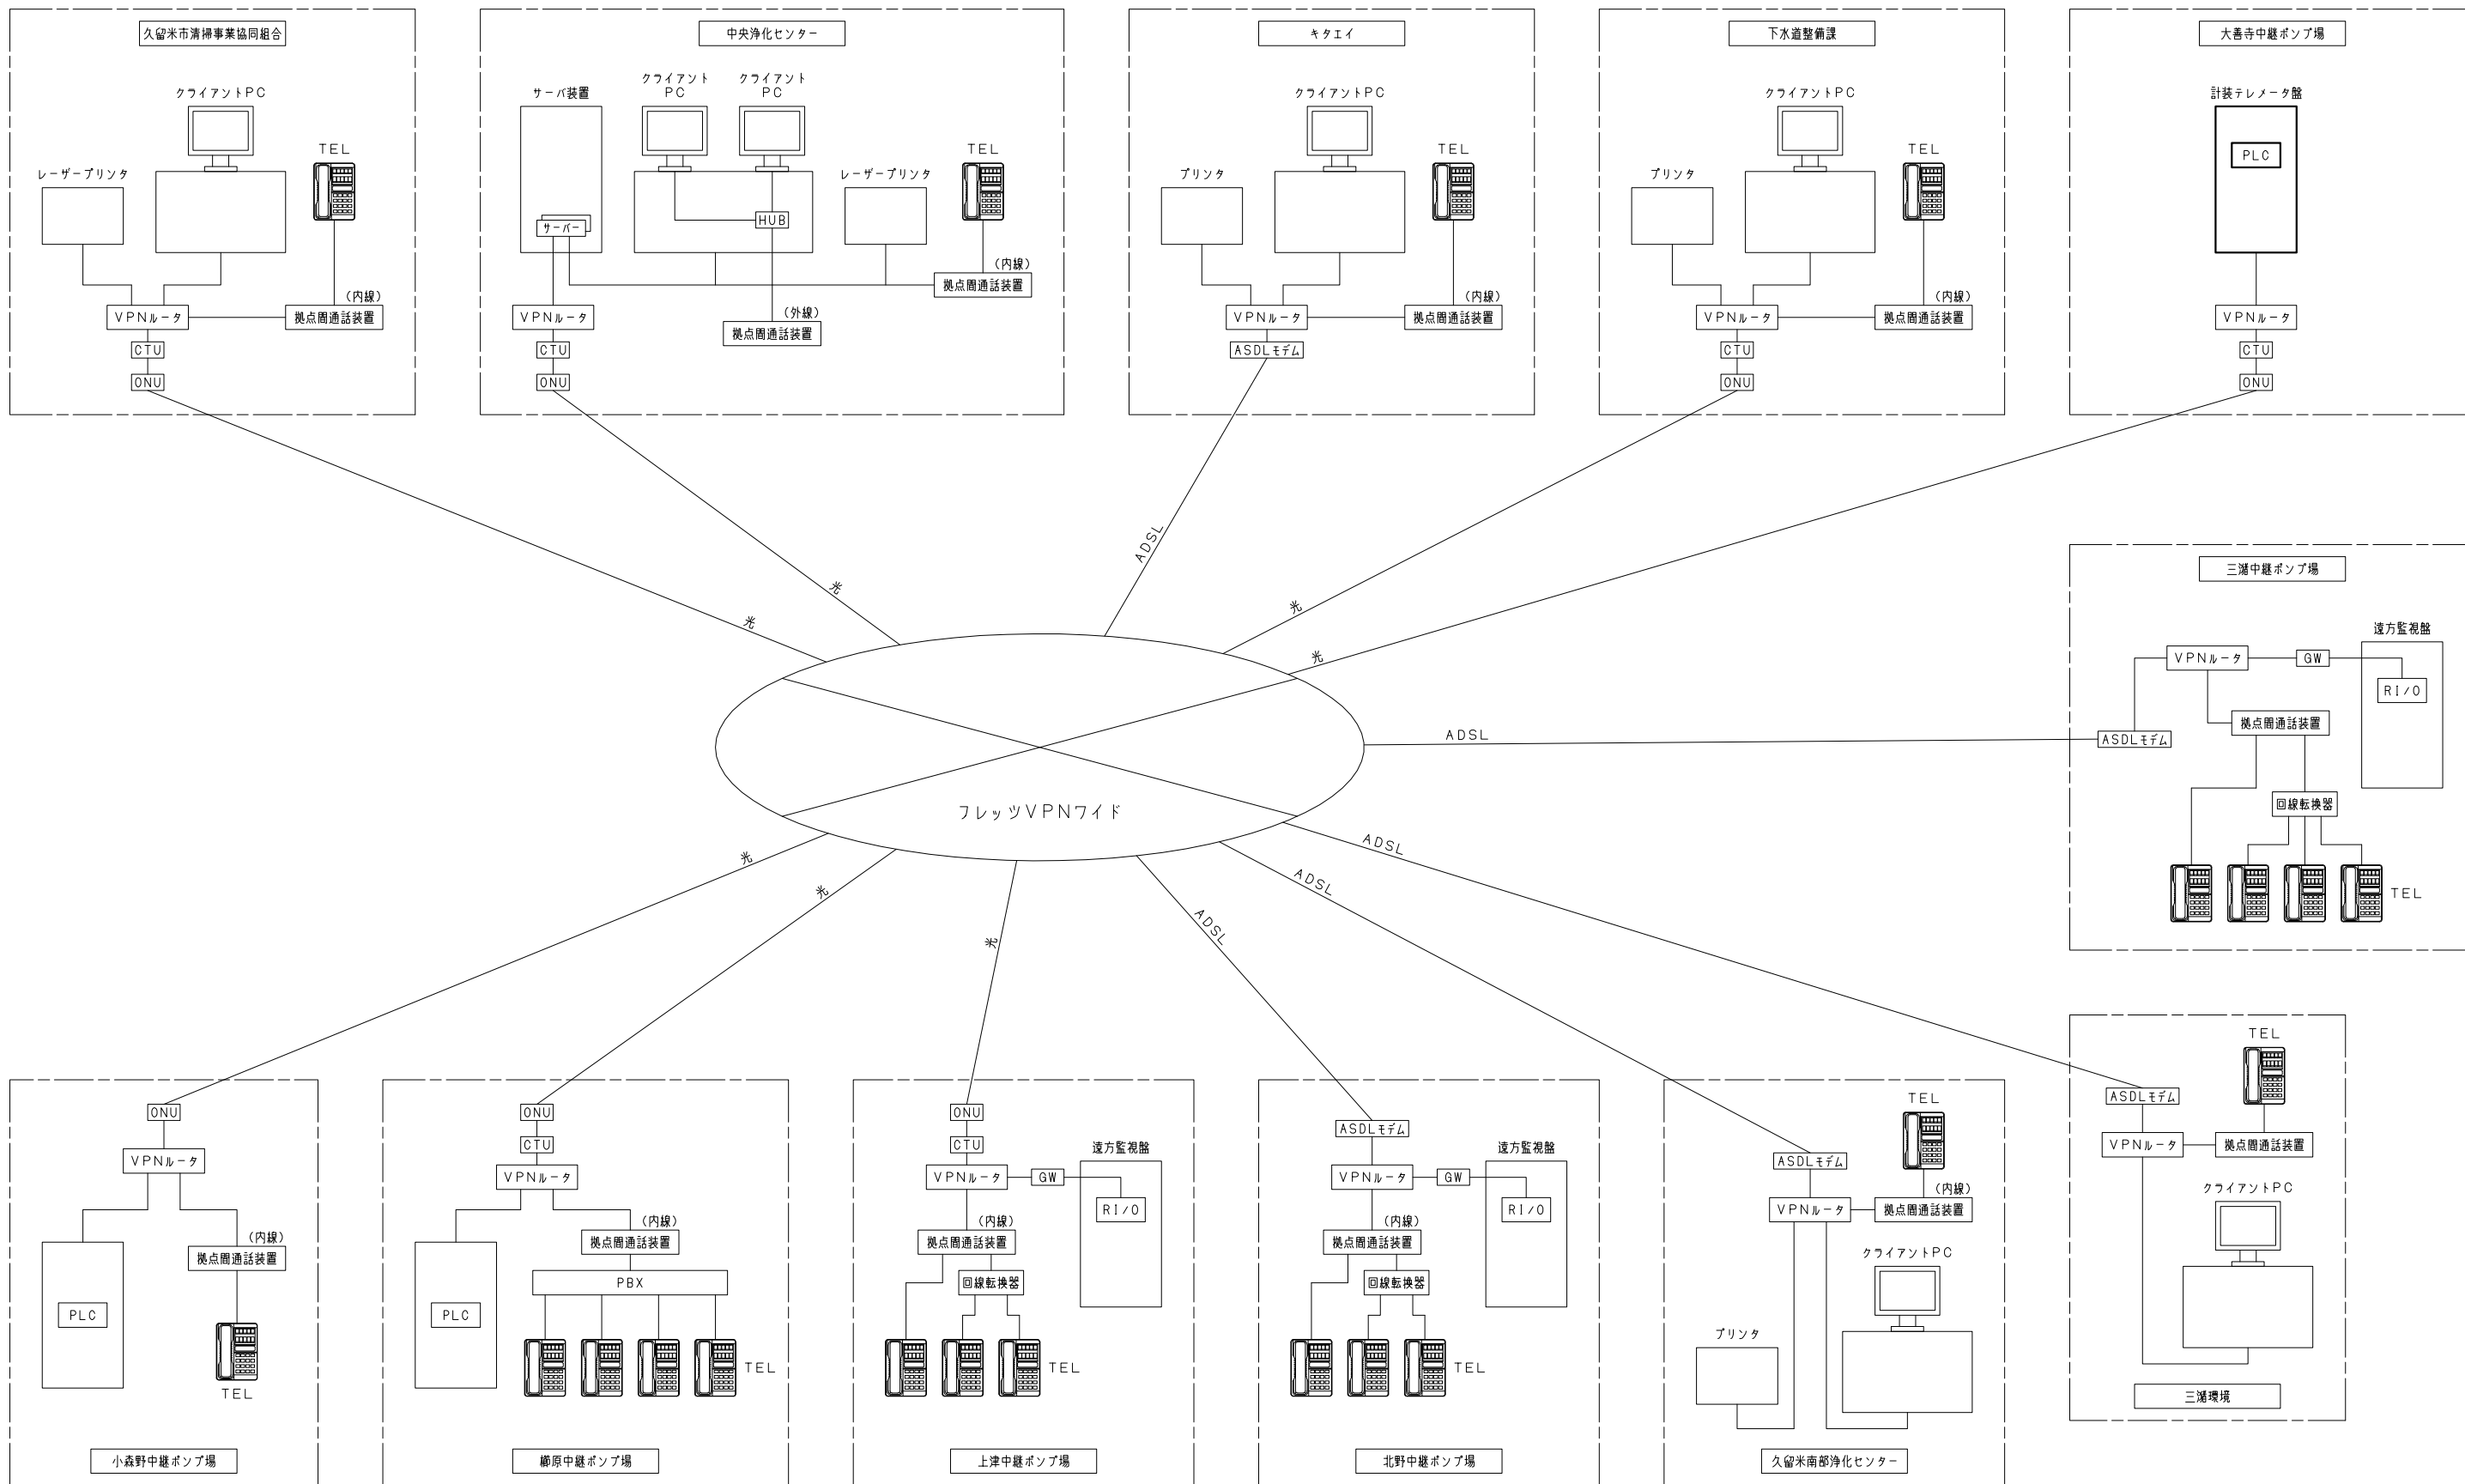 久留米市清掃事業協同組合
クライアントPC
TEL
レーザープリンタ
(内線)
VPNルータ
拠点間通話装置
CTU
ONU
中央浄化センター
サーバ装置
クライアント
PC
クライアント
PC
TEL
レーザープリンタ
HUB
サーバー
(内線)
拠点間通話装置
VPNルータ
(外線)
拠点間通話装置
CTU
ONU
キタエイ
クライアントPC
TEL
プリンタ
(内線)
VPNルータ
拠点間通話装置
ASDLモデム
下水道整備課
クライアントPC
TEL
プリンタ
(内線)
VPNルータ
拠点間通話装置
CTU
ONU
大善寺中継ポンプ場
計装テレメータ盤
PLC
VPNルータ
CTU
ONU
光
光
ADSL
光
光
ADSL
フレッツVPNワイド
光
光
光
ADSL
ADSL
ADSL
三潴中継ポンプ場
遠方監視盤
VPNルータ
GW
RI/O
拠点間通話装置
ASDLモデム
回線転換器
TEL
ONU
VPNルータ
(内線)
拠点間通話装置
PLC
TEL
小森野中継ポンプ場
ONU
CTU
VPNルータ
(内線)
拠点間通話装置
PBX
PLC
TEL
櫛原中継ポンプ場
ONU
CTU
遠方監視盤
VPNルータ
GW
RI/O
(内線)
拠点間通話装置
回線転換器
TEL
上津中継ポンプ場
ASDLモデム
遠方監視盤
VPNルータ
GW
RI/O
(内線)
拠点間通話装置
回線転換器
TEL
北野中継ポンプ場
TEL
ASDLモデム
(内線)
VPNルータ
拠点間通話装置
クライアントPC
プリンタ
久留米南部浄化センター
TEL
ASDLモデム
VPNルータ
拠点間通話装置
クライアントPC
三潴環境